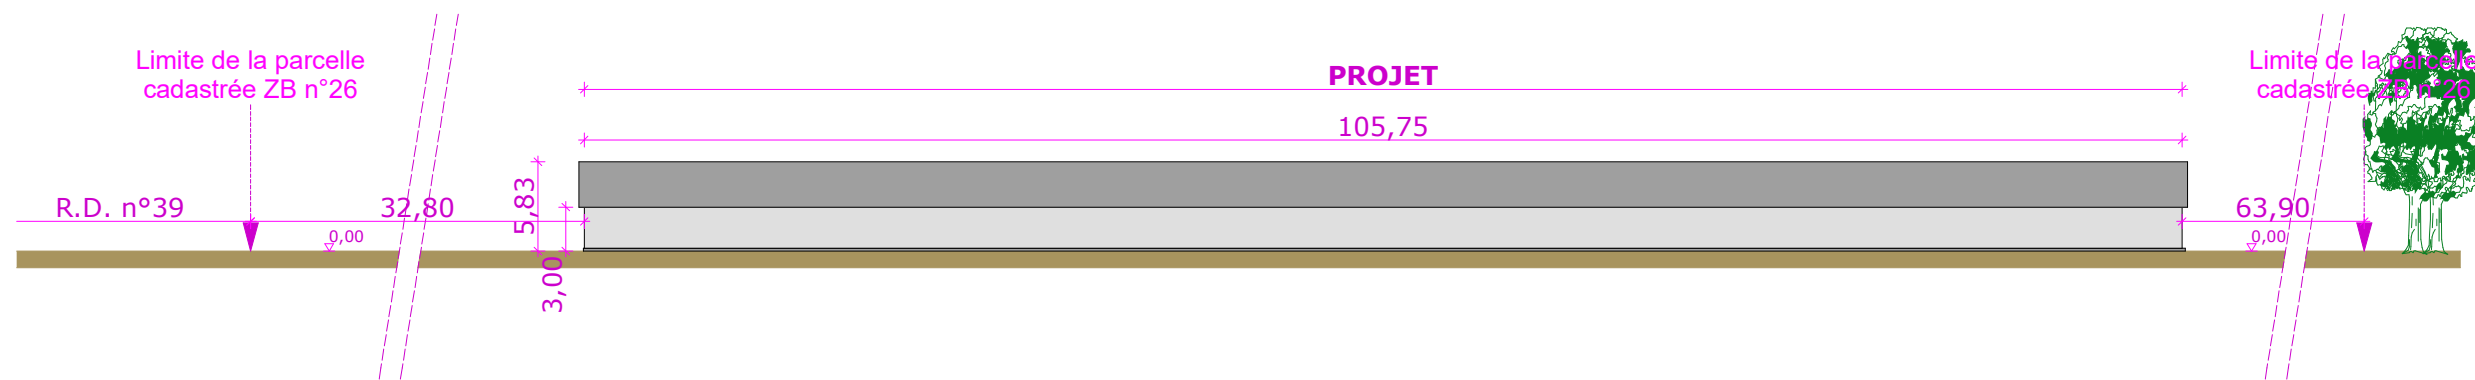 Limite de la parcelle
cadastrée ZB n°26
PROJET
Limite de la parcelle
cadastrée ZB n°26
105,75
5,83
R.D. n°39
32,80
63,90
0,00
0,00
3,00